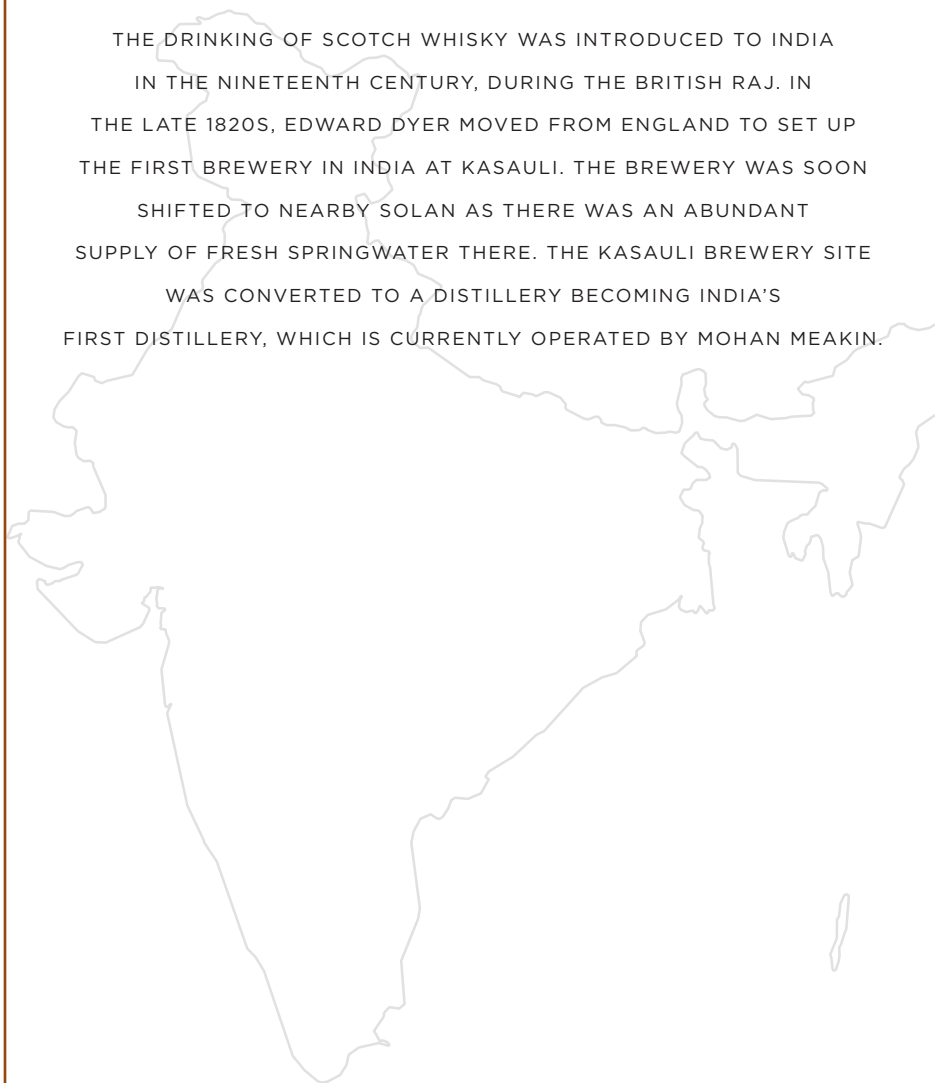 THE DRINKING OF SCOTCH WHISKY WAS INTRODUCED TO INDIA
IN THE NINETEENTH CENTURY, DURING THE BRITISH RAJ. IN
THE LATE 1820S, EDWARD DYER MOVED FROM ENGLAND TO SET UP
THE FIRST BREWERY IN INDIA AT KASAULI. THE BREWERY WAS SOON
SHIFTED TO NEARBY SOLAN AS THERE WAS AN ABUNDANT
SUPPLY OF FRESH SPRINGWATER THERE. THE KASAULI BREWERY SITE
WAS CONVERTED TO A DISTILLERY BECOMING INDIA'S
FIRST DISTILLERY, WHICH IS CURRENTLY OPERATED BY MOHAN MEAKIN.